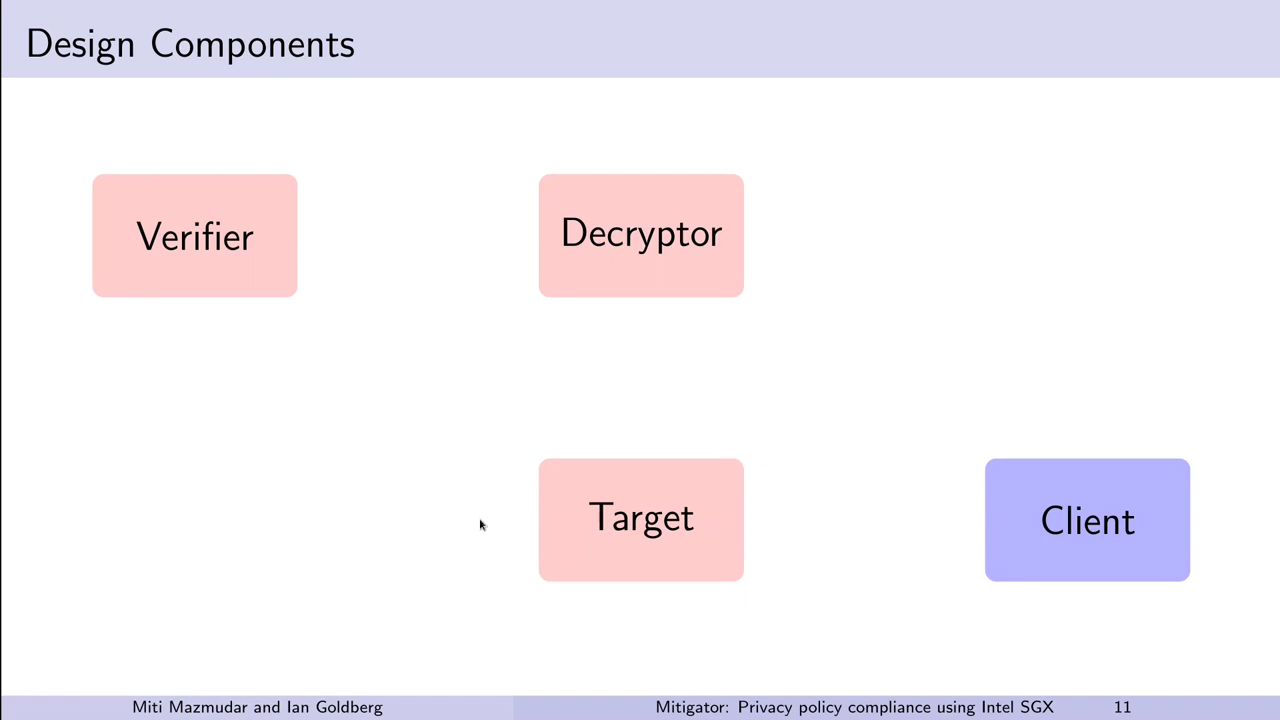 Design Components
Verifier
Decryptor
Target
Client
Miti Mazmudar and Ian Goldberg
Mitigator: Privacy policy compliance using Intel SGX
11